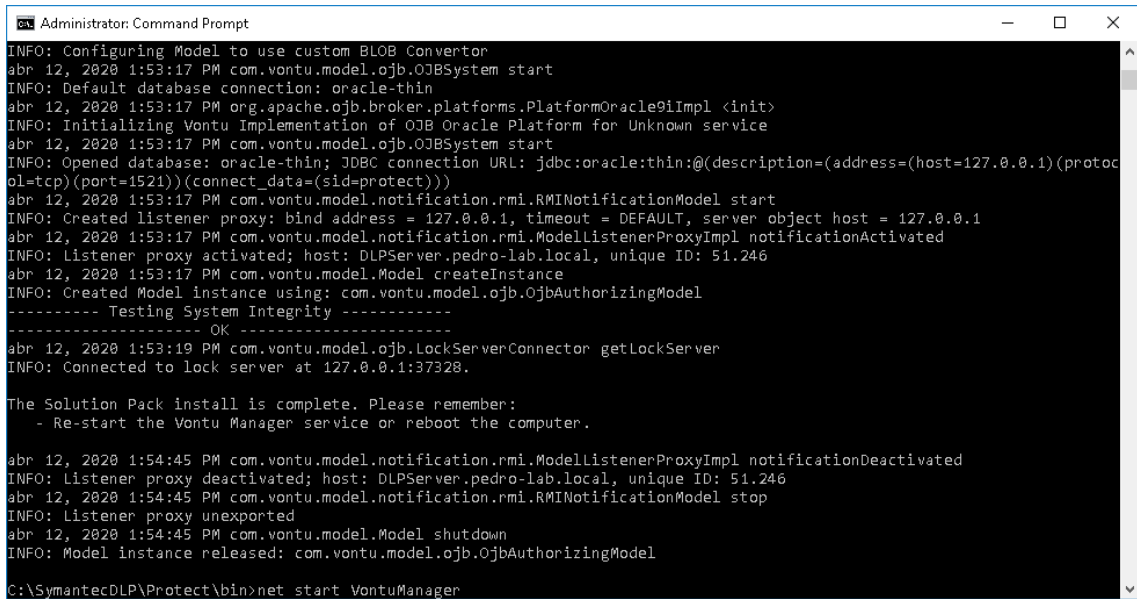 Administrator: Command Prompt
INFO: Configuring Model to use custom BLOB Convertor
abr 12, 2020 1:53:17 PM com.vontu.model.ojb.OJBSystem start
INFO: Default database connection: oracle-thin
abr 12, 2020 1:53:17 PM org.apache.ojb.broker.platforms.PlatformOracle9iImpl <init>
INFO: Initializing Vontu Implementation of OJB Oracle Platform for Unknown service
abr 12, 2020 1:53:17 PM com.vontu.model.ojb.OJBSystem start
INFO: Opened database: oracle-thin; JDBC connection URL: jdbc:oracle:thin:@(description=(address=(host=127.0.0.1)(protoc
ol=tcp)(port=1521))(connect_data=(sid=protect)))
abr 12, 2020 1:53:17 PM com.vontu.model.notification.rmi.RMINotificationModel start
INFO: Created listener proxy: bind address = 127.0.0.1, timeout = DEFAULT, server object host = 127.0.0.1
abr 12, 2020 1:53:17 PM com.vontu.model.notification.rmi.ModelListenerProxyImpl notificationActivated
INFO: Listener proxy activated; host: DLPServer.pedro-lab.local, unique ID: 51.246
abr 12, 2020 1:53:17 PM com.vontu.model.Model createInstance
INFO: Created Model instance using: com.vontu.model.ojb.OjbAuthorizingModel
---------- Testing System Integrity ------------
--------------------- OK -----------------------
abr 12, 2020 1:53:19 PM com.vontu.model.ojb.LockServerConnector getLockServer
INFO: Connected to lock server at 127.0.0.1:37328.
The Solution Pack install is complete. Please remember:
- Re-start the Vontu Manager service or reboot the computer.
abr 12, 2020 1:54:45 PM com.vontu.model.notification.rmi.ModelListenerProxyImpl notificationDeactivated
INFO: Listener proxy deactivated; host: DLPServer.pedro-lab.local, unique ID: 51.246
abr 12, 2020 1:54:45 PM com.vontu.model.notification.rmi.RMINotificationModel stop
INFO: Listener proxy unexported
abr 12, 2020 1:54:45 PM com.vontu.model.Model shutdown
INFO: Model instance released: com.vontu.model.ojb.OjbAuthorizingModel
C:\SymantecDLP\Protect\bin>net start VontuManager